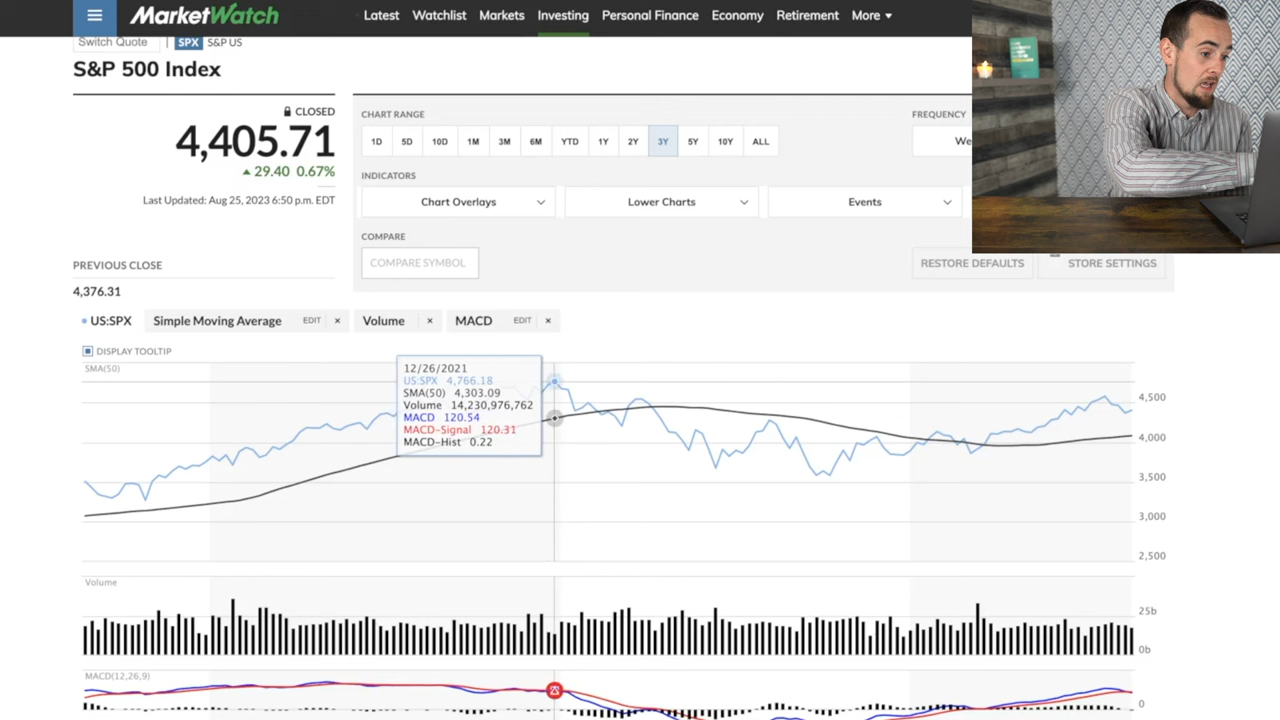 MarketWatch
Latest Watchlist Markets Investing Personal Finance Economy Retirement More
Switch Quote | SPX S&P US
S&P 500 Index
CLOSED
4,405.71
29.40 0.67%
Last Updated: Aug 25, 2023 6:50 p.m. EDT
PREVIOUS CLOSE
4,376.31
CHART RANGE
1D 5D 10D 1M 3M 6M YTD 1Y 2Y 3Y 5Y 10Y ALL
FREQUENCY
We
INDICATORS
Chart Overlays Lower Charts Events
COMPARE
COMPARE SYMBOL
RESTORE DEFAULTS STORE SETTINGS
US:SPX Simple Moving Average EDIT × Volume × MACD EDIT ×
DISPLAY TOOLTIP
SMA(50)
12/26/2021
US:SPX 4,766.18
SMA(50) 4,303.09
Volume 14,230,976,762
MACD 120.54
MACD-Signal 120.31
MACD-Hist 0.22
4,500
4,000
3,500
3,000
2,500
Volume
25b
0b
MACD(12,26,9)
0